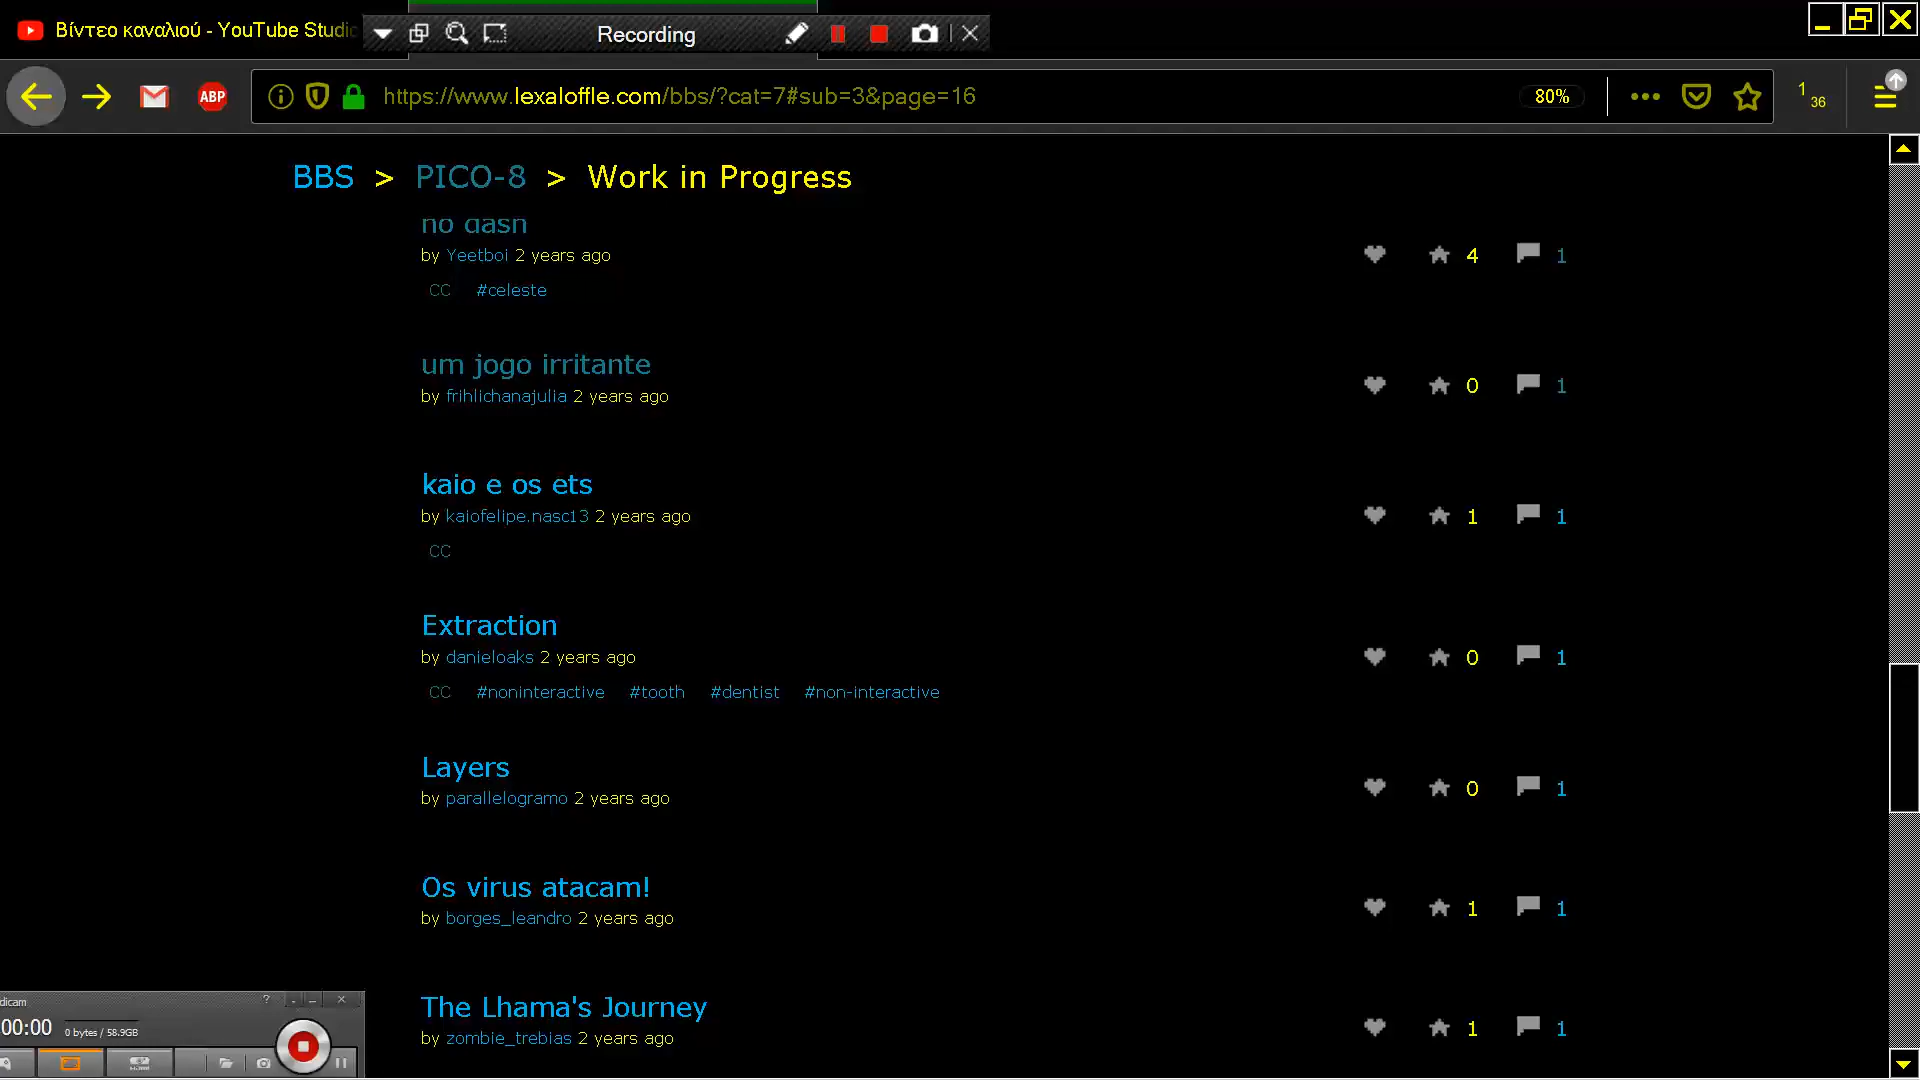 Βίντεο καναλιού - YouTube Studio
Recording
ABP
https://www.lexaloffle.com/bbs/?cat=7#sub=3&page=16
80%
1
36
BBS > PICO-8 > Work in Progress
no dash
by Yeetboi 2 years ago
4
1
CC #celeste
um jogo irritante
by frihlichanajulia 2 years ago
0
1
kaio e os ets
by kaiofelipe.nasc13 2 years ago
1
1
CC
Extraction
by danieloaks 2 years ago
0
1
CC #noninteractive #tooth #dentist #non-interactive
Layers
by parallelogramo 2 years ago
0
1
Os virus atacam!
by borges_leandro 2 years ago
1
1
dicam
00:00
0 bytes / 58.9GB
The Lhama's Journey
by zombie_trebias 2 years ago
1
1